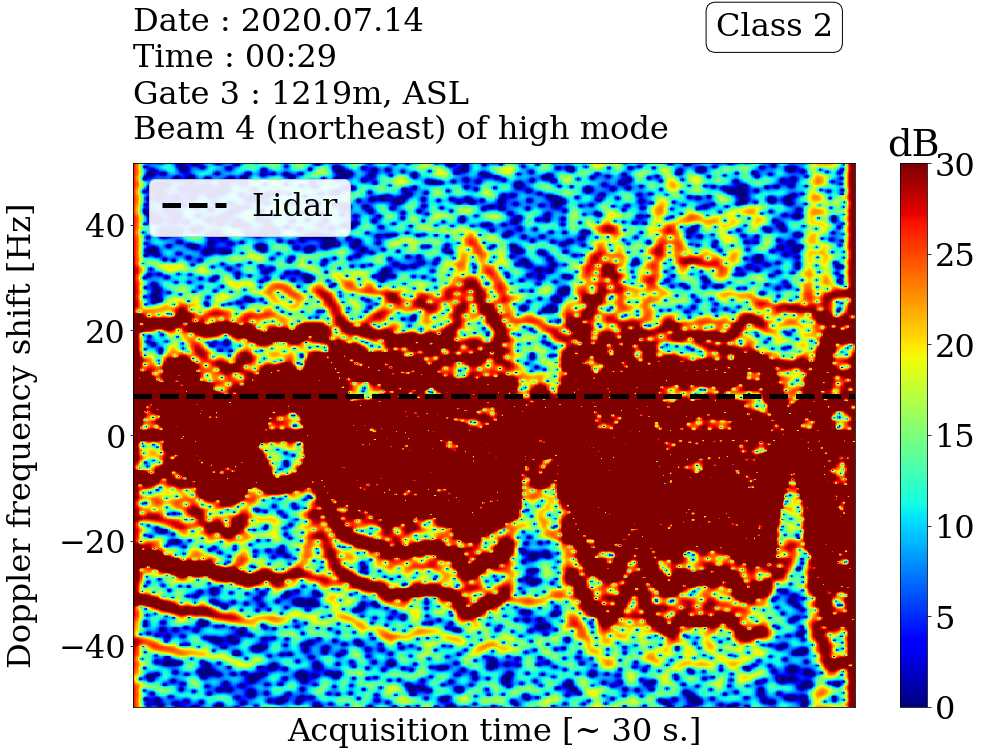 Date : 2020.07.14
Class 2
Time : 00:29
Gate 3 : 1219m, ASL
Beam 4 (northeast) of high mode
dB
Lidar
Doppler frequency shift [Hz]
40
20
0
−20
−40
30
25
20
15
10
5
0
Acquisition time [~ 30 s.]